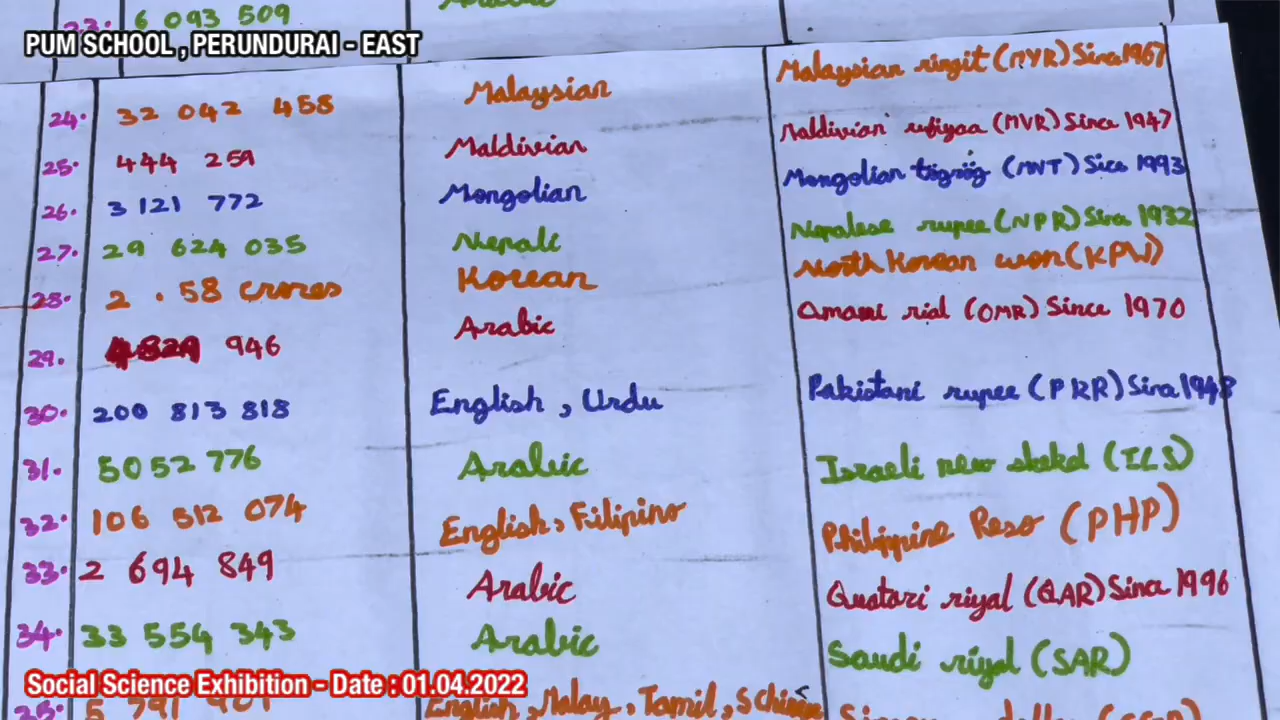 23. 6 093 509
PUM SCHOOL , PERUNDURAI - EAST
24. 32 042 458 Malaysian Malaysian ringit (MYR) Since 1967
25. 444 259 Maldivian Maldivian rufiyaa (MVR) Since 1947
26. 3 121 772 Mongolian Mongolian tögrög (MNT) Sice 1993
27. 29 624 035 Nepali Nepalese rupee (NPR) Since 1932
28. 2 . 58 crores Korean North Korean won (KPW)
29. 4829 946 Arabic Omani rial (OMR) Since 1970
30. 200 813 818 English , Urdu Pakistani rupee (PKR) Since 1948
31. 5052 776 Arabic Israeli new shekel (ILS)
32. 106 512 074 English, Filipino Philippine Peso (PHP)
33. 2 694 849 Arabic Quatari riyal (QAR) Since 1996
34. 33 554 343 Arabic Saudi riyal (SAR)
Social Science Exhibition - Date : 01.04.2022
English, Malay, Tamil,